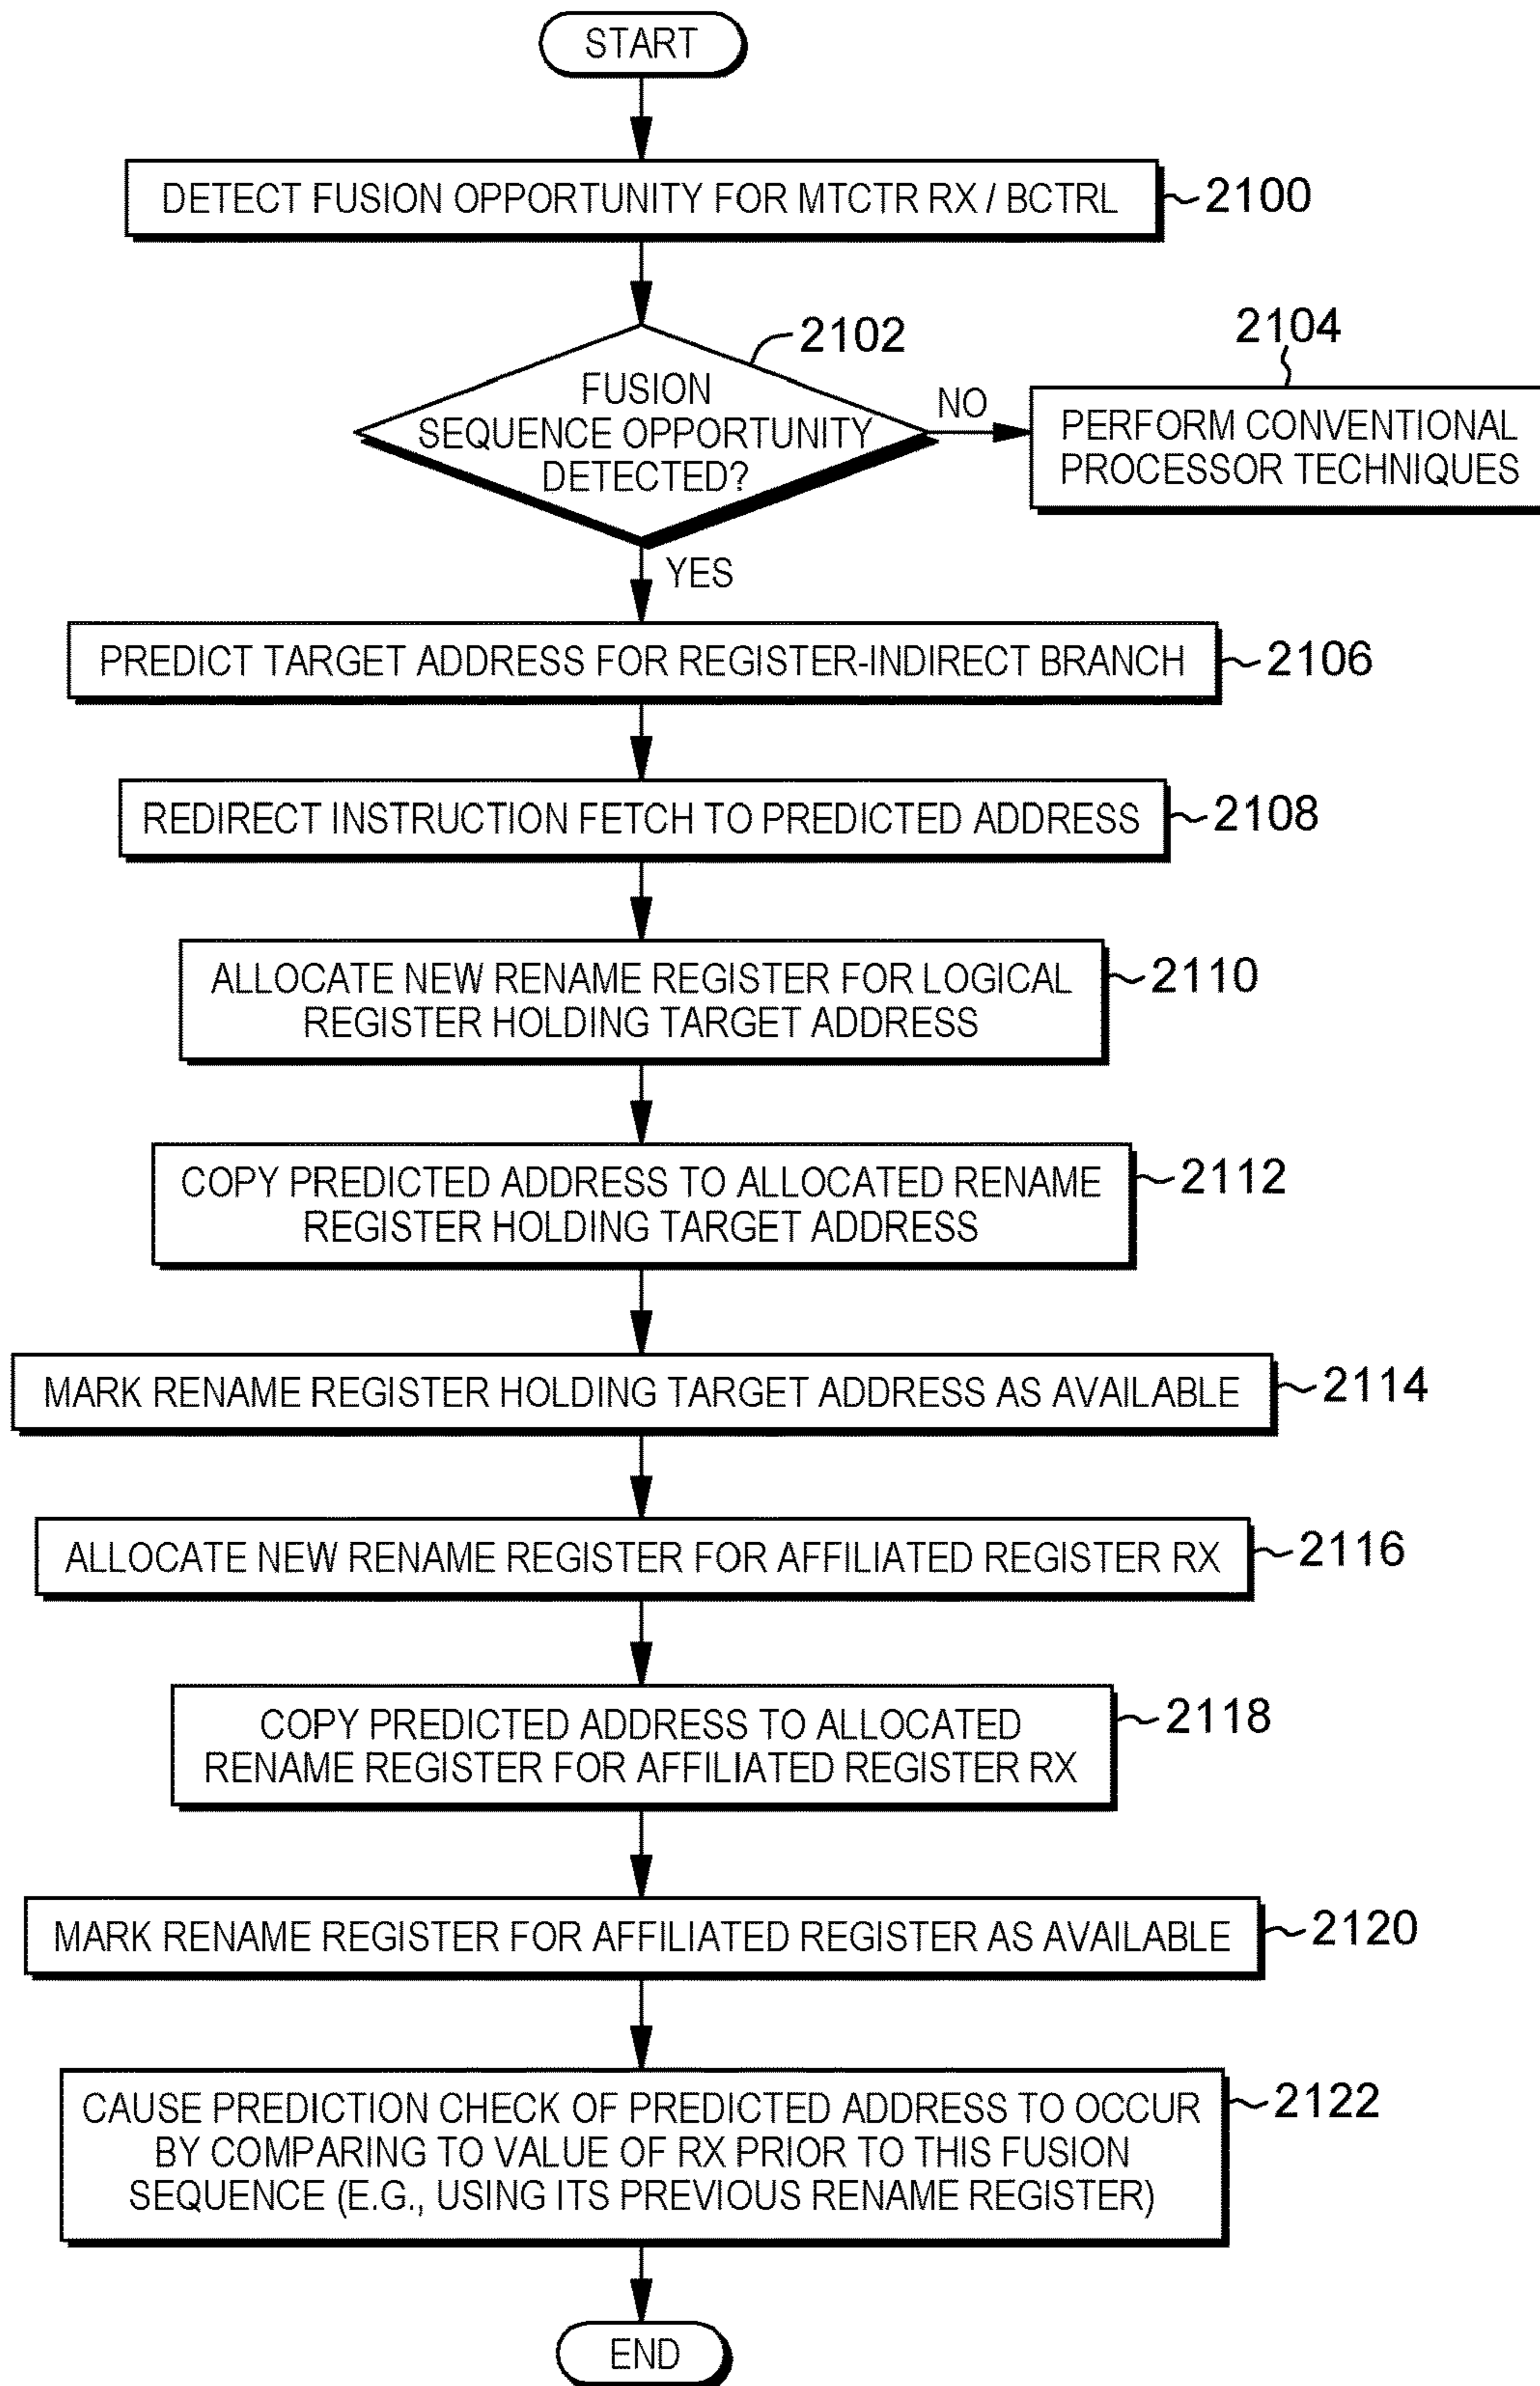 START
DETECT FUSION OPPORTUNITY FOR MTCTR RX / BCTRL
2100
2102
FUSION
SEQUENCE OPPORTUNITY
DETECTED?
NO
2104
PERFORM CONVENTIONAL
PROCESSOR TECHNIQUES
YES
PREDICT TARGET ADDRESS FOR REGISTER-INDIRECT BRANCH
2106
REDIRECT INSTRUCTION FETCH TO PREDICTED ADDRESS
2108
ALLOCATE NEW RENAME REGISTER FOR LOGICAL
REGISTER HOLDING TARGET ADDRESS
2110
COPY PREDICTED ADDRESS TO ALLOCATED RENAME
REGISTER HOLDING TARGET ADDRESS
2112
MARK RENAME REGISTER HOLDING TARGET ADDRESS AS AVAILABLE
2114
ALLOCATE NEW RENAME REGISTER FOR AFFILIATED REGISTER RX
2116
COPY PREDICTED ADDRESS TO ALLOCATED
RENAME REGISTER FOR AFFILIATED REGISTER RX
2118
MARK RENAME REGISTER FOR AFFILIATED REGISTER AS AVAILABLE
2120
CAUSE PREDICTION CHECK OF PREDICTED ADDRESS TO OCCUR
BY COMPARING TO VALUE OF RX PRIOR TO THIS FUSION
SEQUENCE (E.G., USING ITS PREVIOUS RENAME REGISTER)
2122
END